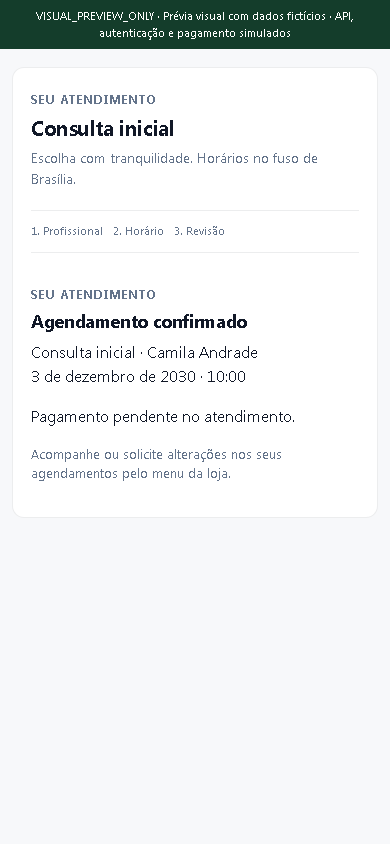 VISUAL_PREVIEW_ONLY · Prévia visual com dados fictícios · API,
autenticação e pagamento simulados
SEU ATENDIMENTO
Consulta inicial
Escolha com tranquilidade. Horários no fuso de
Brasília.
1. Profissional 2. Horário 3. Revisão
SEU ATENDIMENTO
Agendamento confirmado
Consulta inicial · Camila Andrade
3 de dezembro de 2030 · 10:00
Pagamento pendente no atendimento.
Acompanhe ou solicite alterações nos seus
agendamentos pelo menu da loja.